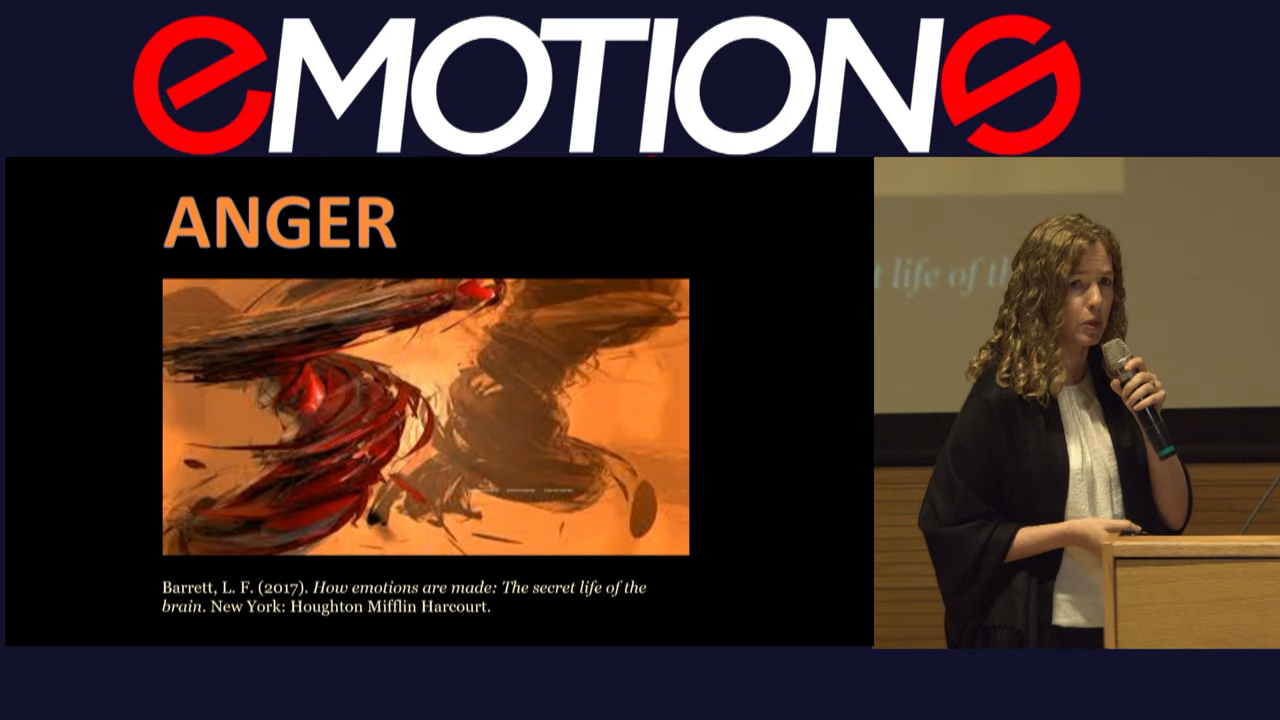 eMOTIONS
ANGER
Barrett, L. F. (2017). How emotions are made: The secret life of the
brain. New York: Houghton Mifflin Harcourt.
life of th